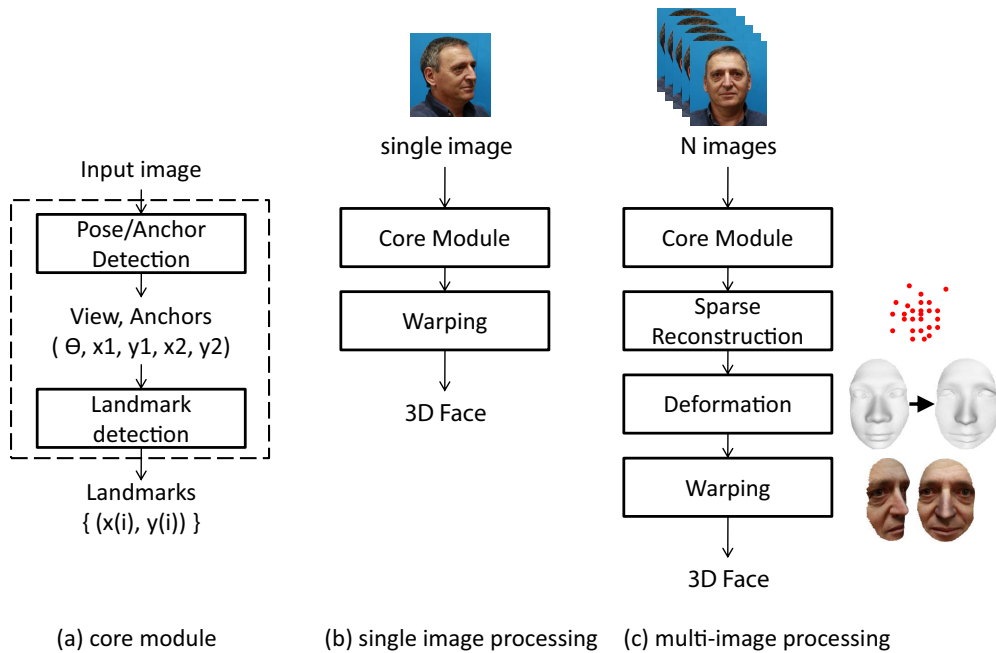 Input image
Pose/Anchor
Detection
View, Anchors
( ϴ, x1, y1, x2, y2)
Landmark
detection
Landmarks
{ (x(i), y(i)) }
(a) core module
single image
Core Module
Warping
3D Face
(b) single image processing
N images
Core Module
Sparse
Reconstruction
Deformation
Warping
3D Face
(c) multi-image processing